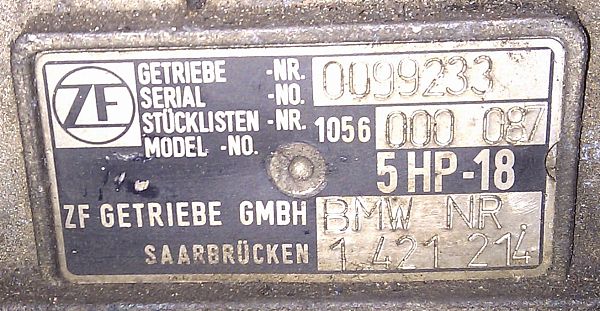 ZF
GETRIEBE -NR. 0099233
SERIAL -NO.
STÜCKLISTEN -NR. 1056 000 087
MODEL -NO.
5 HP-18
ZF GETRIEBE GMBH BMW NR.
SAARBRÜCKEN 1 421 214